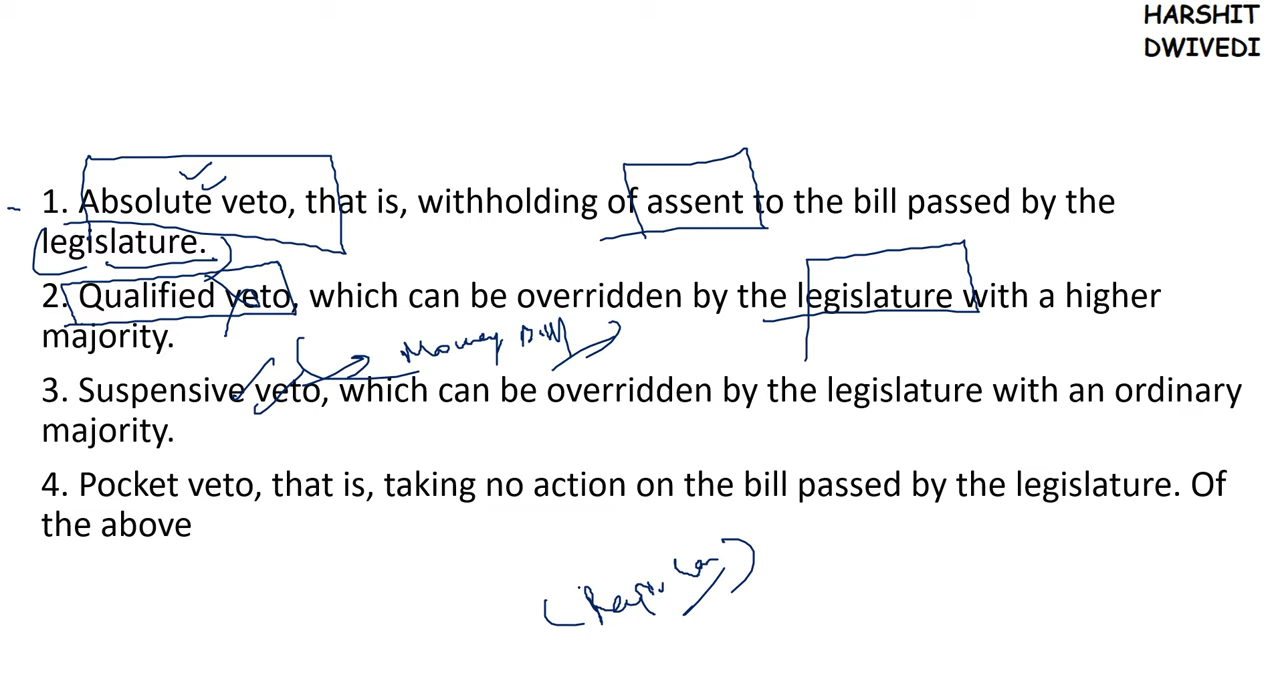 HARSHIT
DWIVEDI
1. Absolute veto, that is, withholding of assent to the bill passed by the
legislature.
2. Qualified veto, which can be overridden by the legislature with a higher
majority.
Money Bill
3. Suspensive veto, which can be overridden by the legislature with an ordinary
majority.
4. Pocket veto, that is, taking no action on the bill passed by the legislature. Of
the above